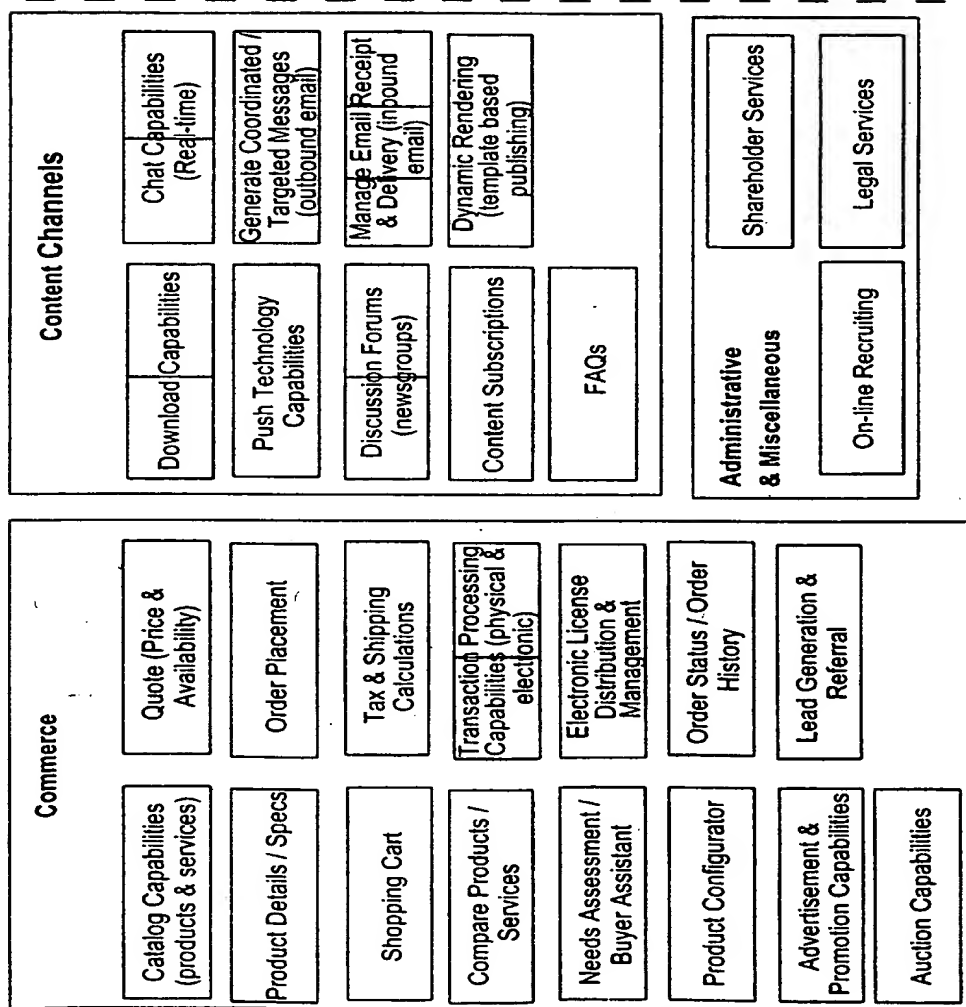 Commerce
Catalog Capabilities
(products & services)
Quote (Price &
Availability)
Product Details / Specs
Order Placement
Shopping Cart
Tax & Shipping
Calculations
Compare Products /
Services
Transaction Processing
Capabilities (physical &
electronic)
Needs Assessment /
Buyer Assistant
Electronic License
Distribution &
Management
Product Configurator
Order Status / Order
History
Advertisement &
Promotion Capabilities
Lead Generation &
Referral
Auction Capabilities
Content Channels
Download Capabilities
Chat Capabilities
(Real-time)
Push Technology
Capabilities
Generate Coordinated /
Targeted Messages
(outbound email)
Discussion Forums
(newsgroups)
Manage Email Receipt
& Delivery (inbound
email)
Content Subscriptions
Dynamic Rendering
(template based
publishing)
FAQs
Administrative
& Miscellaneous
Shareholder Services
On-line Recruiting
Legal Services